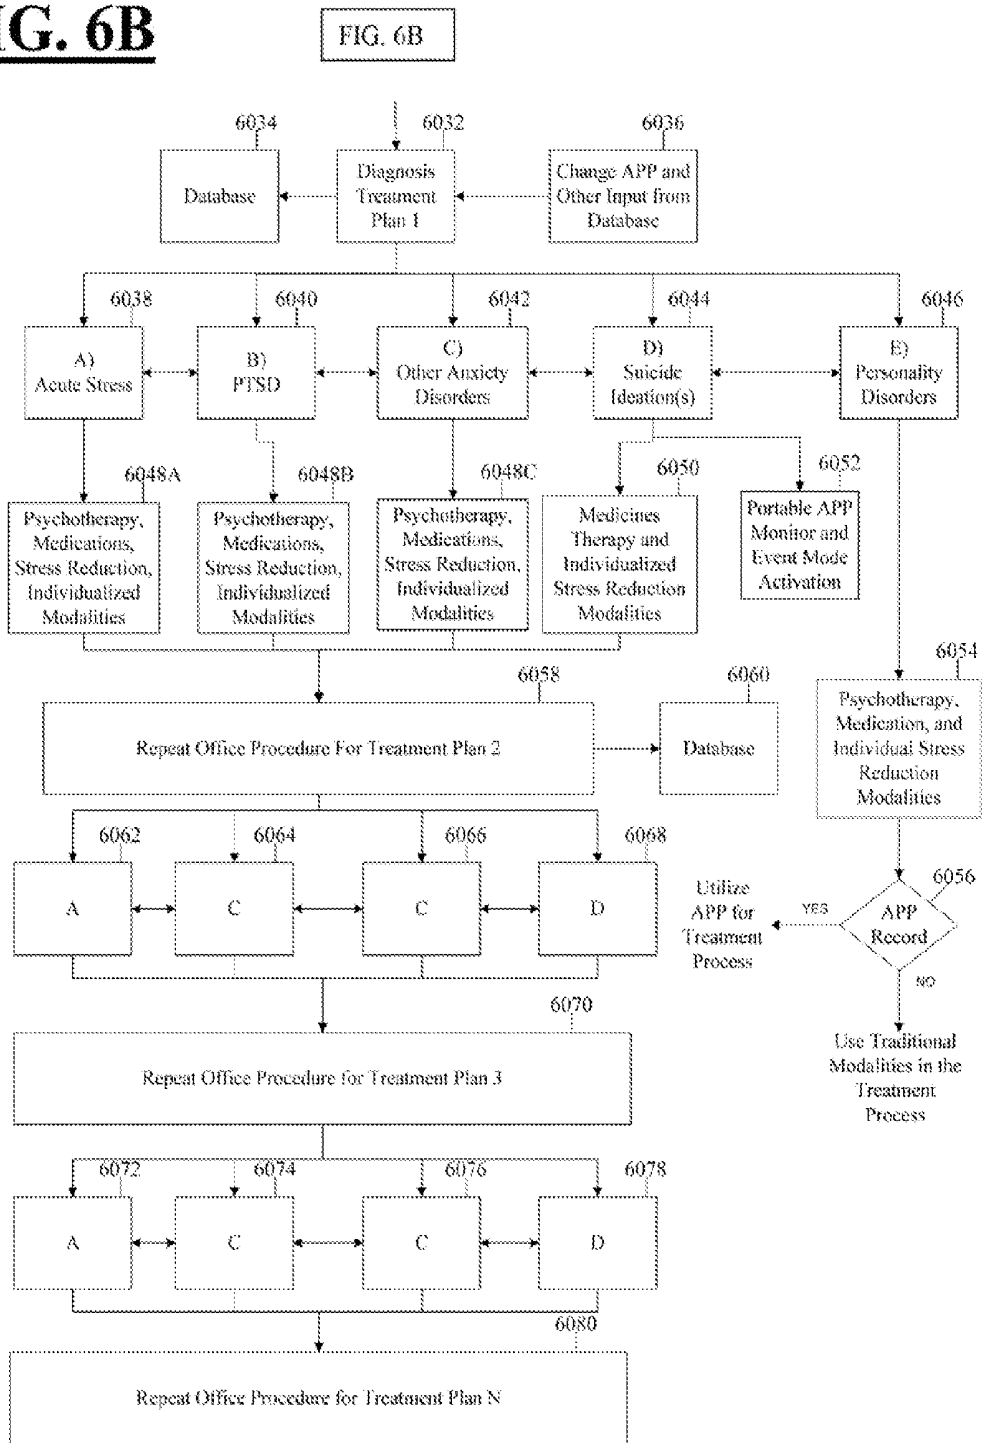 IG. 6B
FIG. 6B
6034
6032
6036
Database
Diagnosis
Treatment
Plan 1
Change APP and
Other Input from
Database
6038
6040
6042
6044
6046
A)
Acute Stress
B)
PTSD
C)
Other Anxiety
Disorders
D)
Suicide
Ideation(s)
E)
Personality
Disorders
6048A
6048B
6048C
6050
6052
Psychotherapy,
Medications,
Stress Reduction,
Individualized
Modalities
Psychotherapy,
Medications,
Stress Reduction,
Individualized
Modalities
Psychotherapy,
Medications,
Stress Reduction,
Individualized
Modalities
Medicines
Therapy and
Individualized
Stress Reduction
Modalities
Portable APP
Monitor and
Event Mode
Activation
6054
Psychotherapy,
Medication, and
Individual Stress
Reduction
Modalities
6058
6060
Repeat Office Procedure For Treatment Plan 2
Database
6062
6064
6066
6068
A
C
C
D
6056
APP
Record
YES
Utilize
APP for
Treatment
Process
NO
Use Traditional
Modalities in the
Treatment
Process
6070
Repeat Office Procedure for Treatment Plan 3
6072
6074
6076
6078
A
C
C
D
6080
Repeat Office Procedure for Treatment Plan N